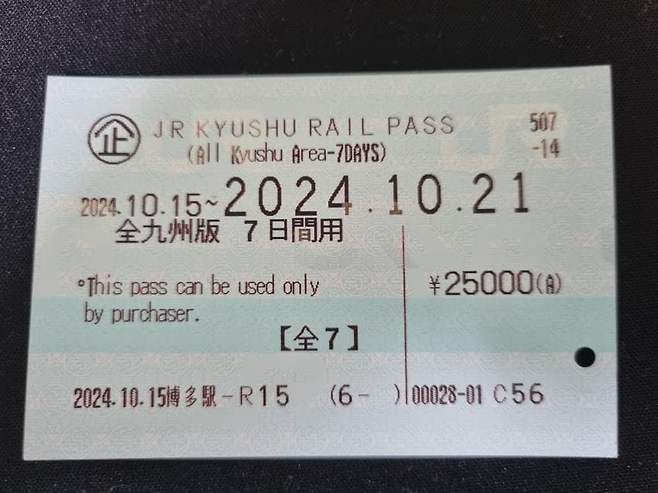 企 JR KYUSHU RAIL PASS 507
(All Kyushu Area-7DAYS) -14
2024.10.15~2024.10.21
全九州版 7日間用
°This pass can be used only ¥25000(A)
by purchaser.
【全7】
2024.10.15博多駅-R15 (6- ) 00028-01 C56